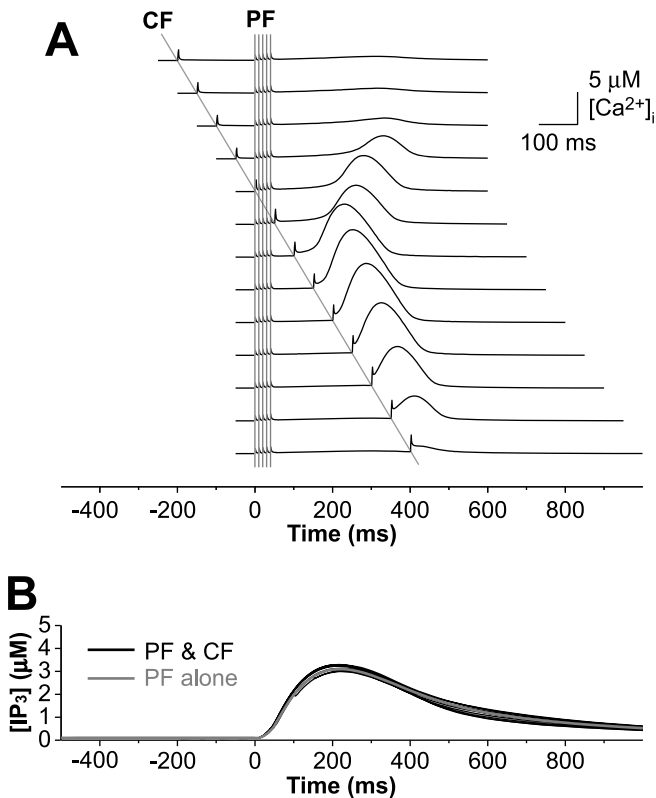 A
CF PF
5 μM
[Ca²⁺]i
100 ms
-400 -200 0 200 400 600 800
Time (ms)
B
5
4
3
2
1
0
[IP₃] (μM)
PF & CF
PF alone
-400 -200 0 200 400 600 800
Time (ms)